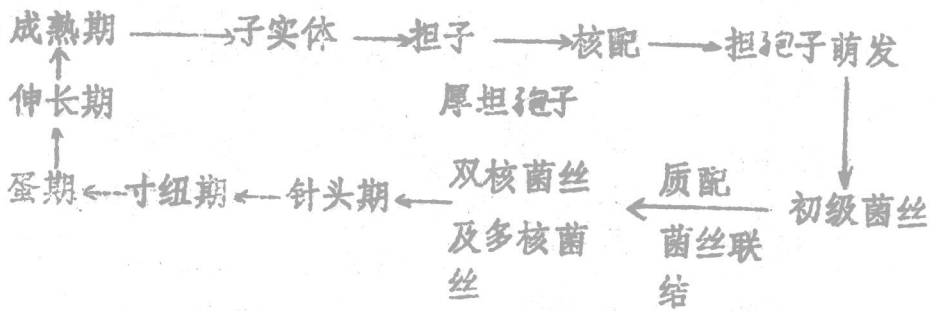 成熟期 → 子实体 → 担子 → 核配 → 担孢子萌发
伸长期
厚担孢子
蛋期 ← 寸纽期 ← 针头期 ← 双核菌丝
及多核菌
丝
质配
菌丝联
结
初级菌丝